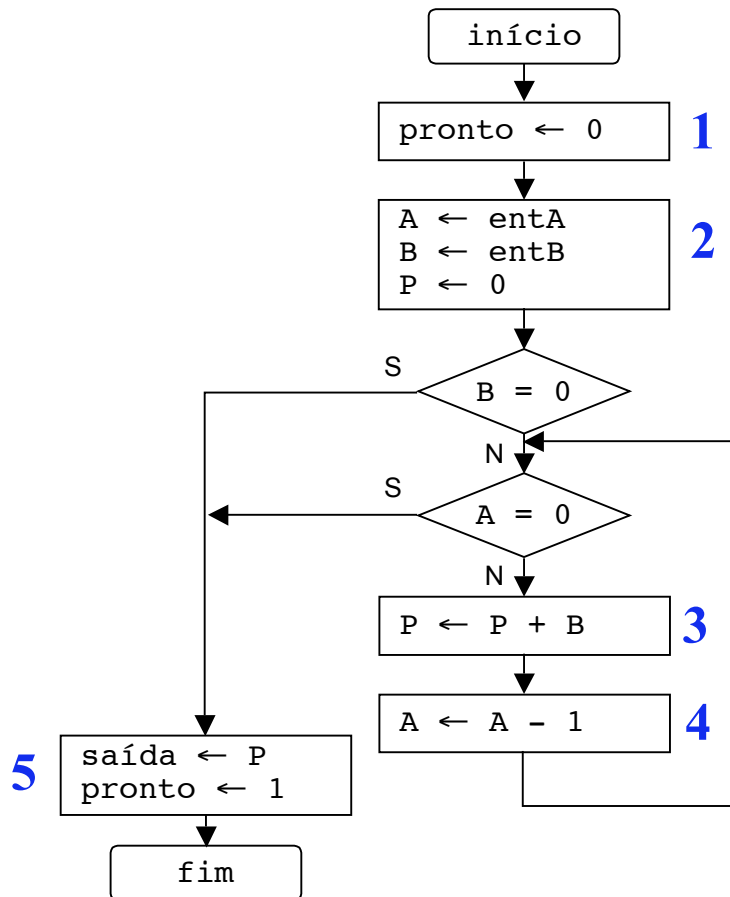 início
pronto ← 0
1
A ← entA
B ← entB
P ← 0
2
S
B = 0
N
S
A = 0
N
P ← P + B
3
A ← A - 1
4
5
saída ← P
pronto ← 1
fim